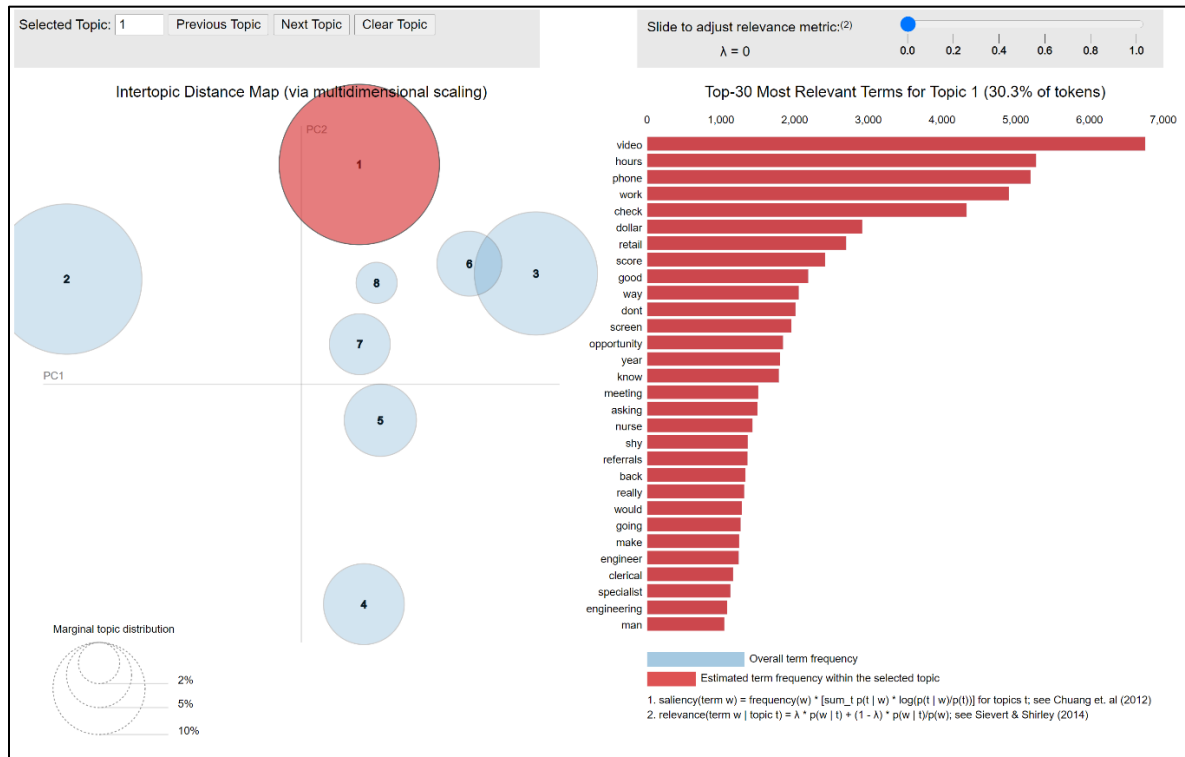 Selected Topic: 1 Previous Topic Next Topic Clear Topic
Slide to adjust relevance metric:(2)
λ = 0
0.0 0.2 0.4 0.6 0.8 1.0
Intertopic Distance Map (via multidimensional scaling)
PC2
PC1
1
2
3
6
8
7
5
4
Marginal topic distribution
2%
5%
10%
Top-30 Most Relevant Terms for Topic 1 (30.3% of tokens)
0 1,000 2,000 3,000 4,000 5,000 6,000 7,000
video
hours
phone
work
check
dollar
retail
score
good
way
dont
screen
opportunity
year
know
meeting
asking
nurse
shy
referrals
back
really
would
going
make
engineer
clerical
specialist
engineering
man
Overall term frequency
Estimated term frequency within the selected topic
1. saliency(term w) = frequency(w) * [sum_t p(t | w) * log(p(t | w)/p(t))] for topics t; see Chuang et. al (2012)
2. relevance(term w | topic t) = λ * p(w | t) + (1 - λ) * p(w | t)/p(w); see Sievert & Shirley (2014)